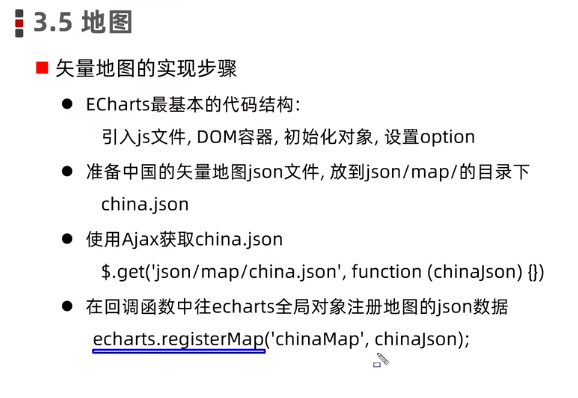 3.5 地图
矢量地图的实现步骤
ECharts最基本的代码结构:
引入js文件, DOM容器, 初始化对象, 设置option
准备中国的矢量地图json文件, 放到json/map/的目录下
china.json
使用Ajax获取china.json
$.get('json/map/china.json', function (chinaJson) {})
在回调函数中往echarts全局对象注册地图的json数据
echarts.registerMap('chinaMap', chinaJson);